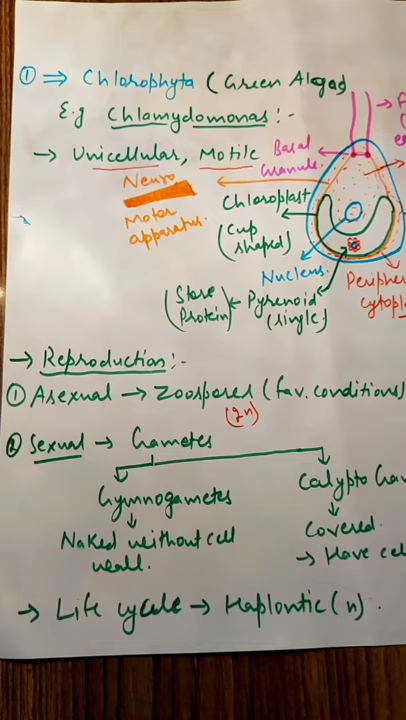 ① ⇒ Chlorophyta (Green Algae)
E.g Chlamydomonas :-
→ Unicellular, Motile
Basal
Granule
Neuro
Motor
apparatus.
Chloroplast
(Cup
shaped)
Nucleus.
Peripher
cytopl
(Store
Protein)
← Pyrenoid
(single)
→ Reproduction :-
① Asexual → Zoospores (fav. conditions)
(2n)
② Sexual → Gametes
Gymnogametes
Calypto Ga
Naked without cell
wall.
Covered.
→ Have cel
→ Life cycle → Haplontic (n).